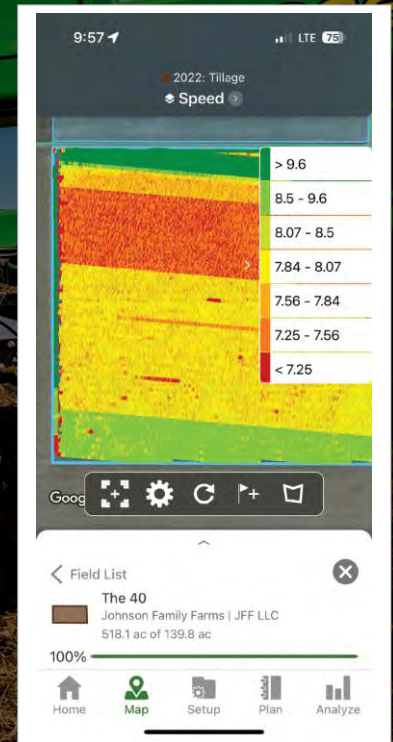 9:57
LTE 75
2022: Tillage
Speed
> 9.6
8.5 - 9.6
8.07 - 8.5
7.84 - 8.07
7.56 - 7.84
7.25 - 7.56
< 7.25
Goog
Field List
The 40
Johnson Family Farms | JFF LLC
518.1 ac of 139.8 ac
100%
Home
Map
Setup
Plan
Analyze